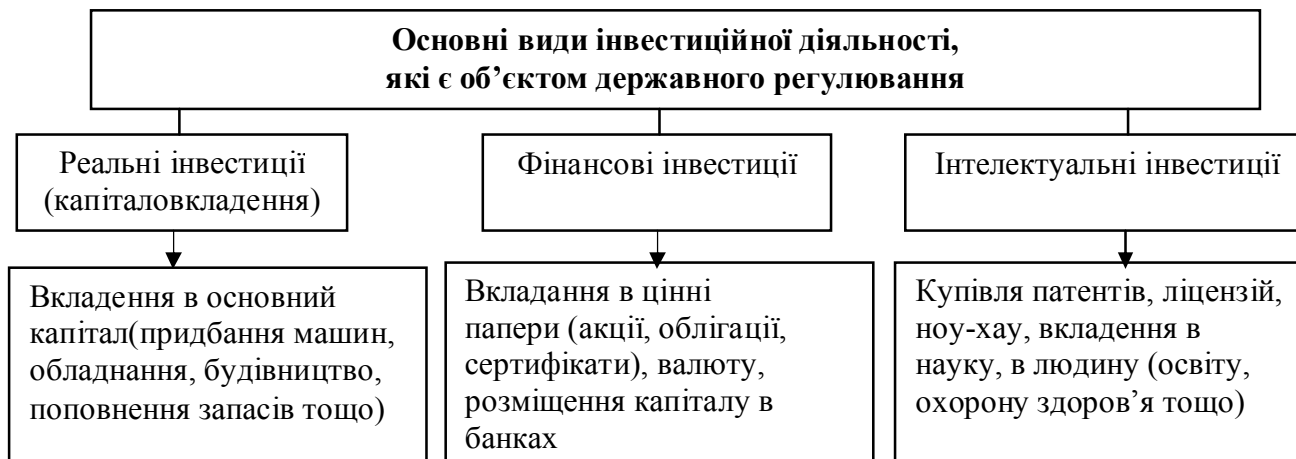 Основні види інвестиційної діяльності,
які є об’єктом державного регулювання
Реальні інвестиції
(капіталовкладення)
Фінансові інвестиції
Інтелектуальні інвестиції
Вкладення в основний
капітал(придбання машин,
обладнання, будівництво,
поповнення запасів тощо)
Вкладання в цінні
папери (акції, облігації,
сертифікати), валюту,
розміщення капіталу в
банках
Купівля патентів, ліцензій,
ноу-хау, вкладення в
науку, в людину (освіту,
охорону здоров’я тощо)